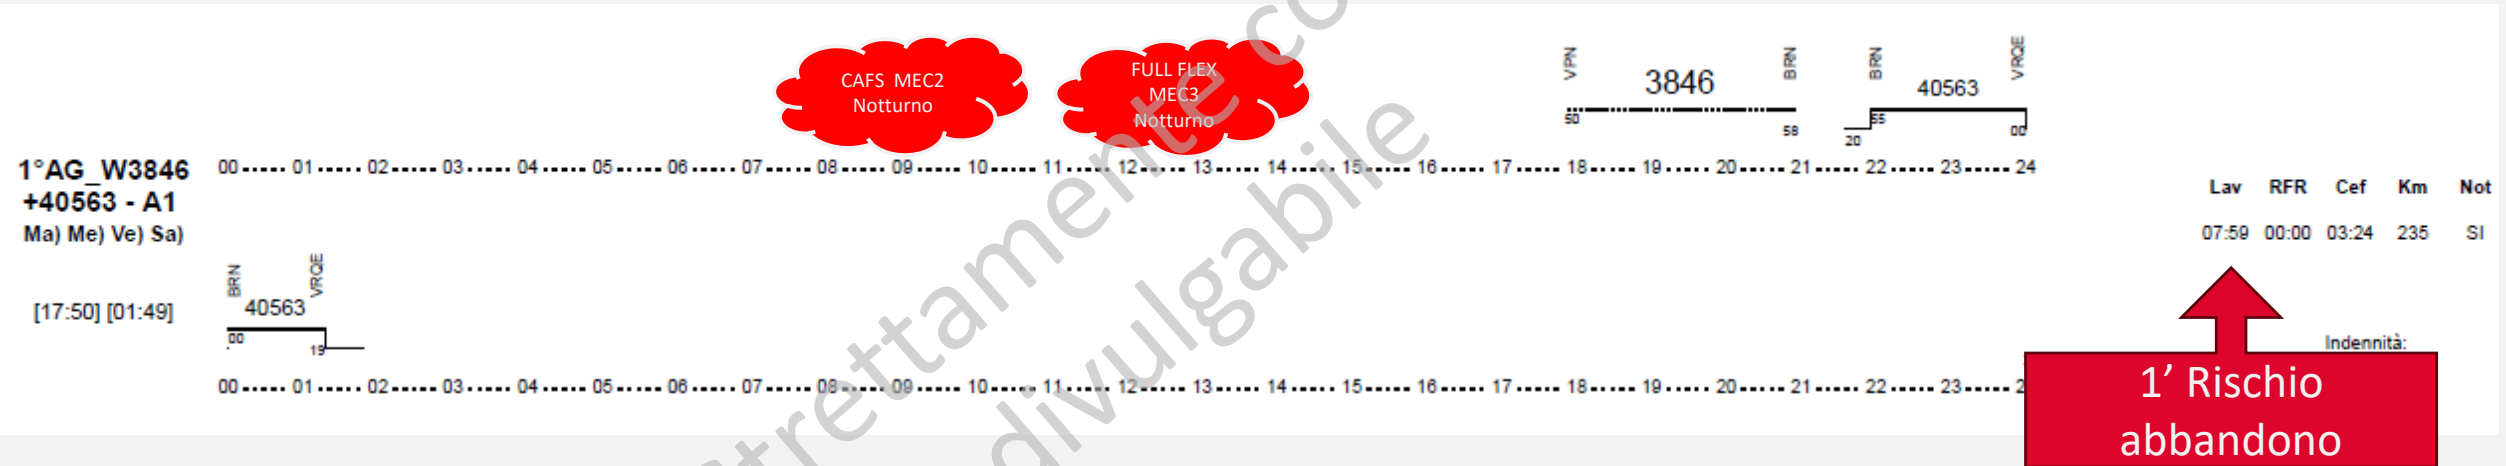 CAFS MEC2
Notturno
FULL FLEX
MEC3
Notturno
VPN 3846 BRN
BRN 40563 VRQE
50 58 20 55 00
1°AG_W3846
+40563 - A1
Ma) Me) Ve) Sa)
00 ..... 01 ..... 02 ..... 03 ..... 04 ..... 05 ..... 06 ..... 07 ..... 08 ..... 09 ..... 10 ..... 11 ..... 12 ..... 13 ..... 14 ..... 15 ..... 16 ..... 17 ..... 18 ..... 19 ..... 20 ..... 21 ..... 22 ..... 23 ..... 24
Lav RFR Cef Km Not
07:59 00:00 03:24 235 SI
[17:50] [01:49]
BRN 40563 VRQE
00 19
Indennità:
00 ..... 01 ..... 02 ..... 03 ..... 04 ..... 05 ..... 06 ..... 07 ..... 08 ..... 09 ..... 10 ..... 11 ..... 12 ..... 13 ..... 14 ..... 15 ..... 16 ..... 17 ..... 18 ..... 19 ..... 20 ..... 21 ..... 22 ..... 23 ..... 2
1’ Rischio
abbandono
strettamente co
divulgabile